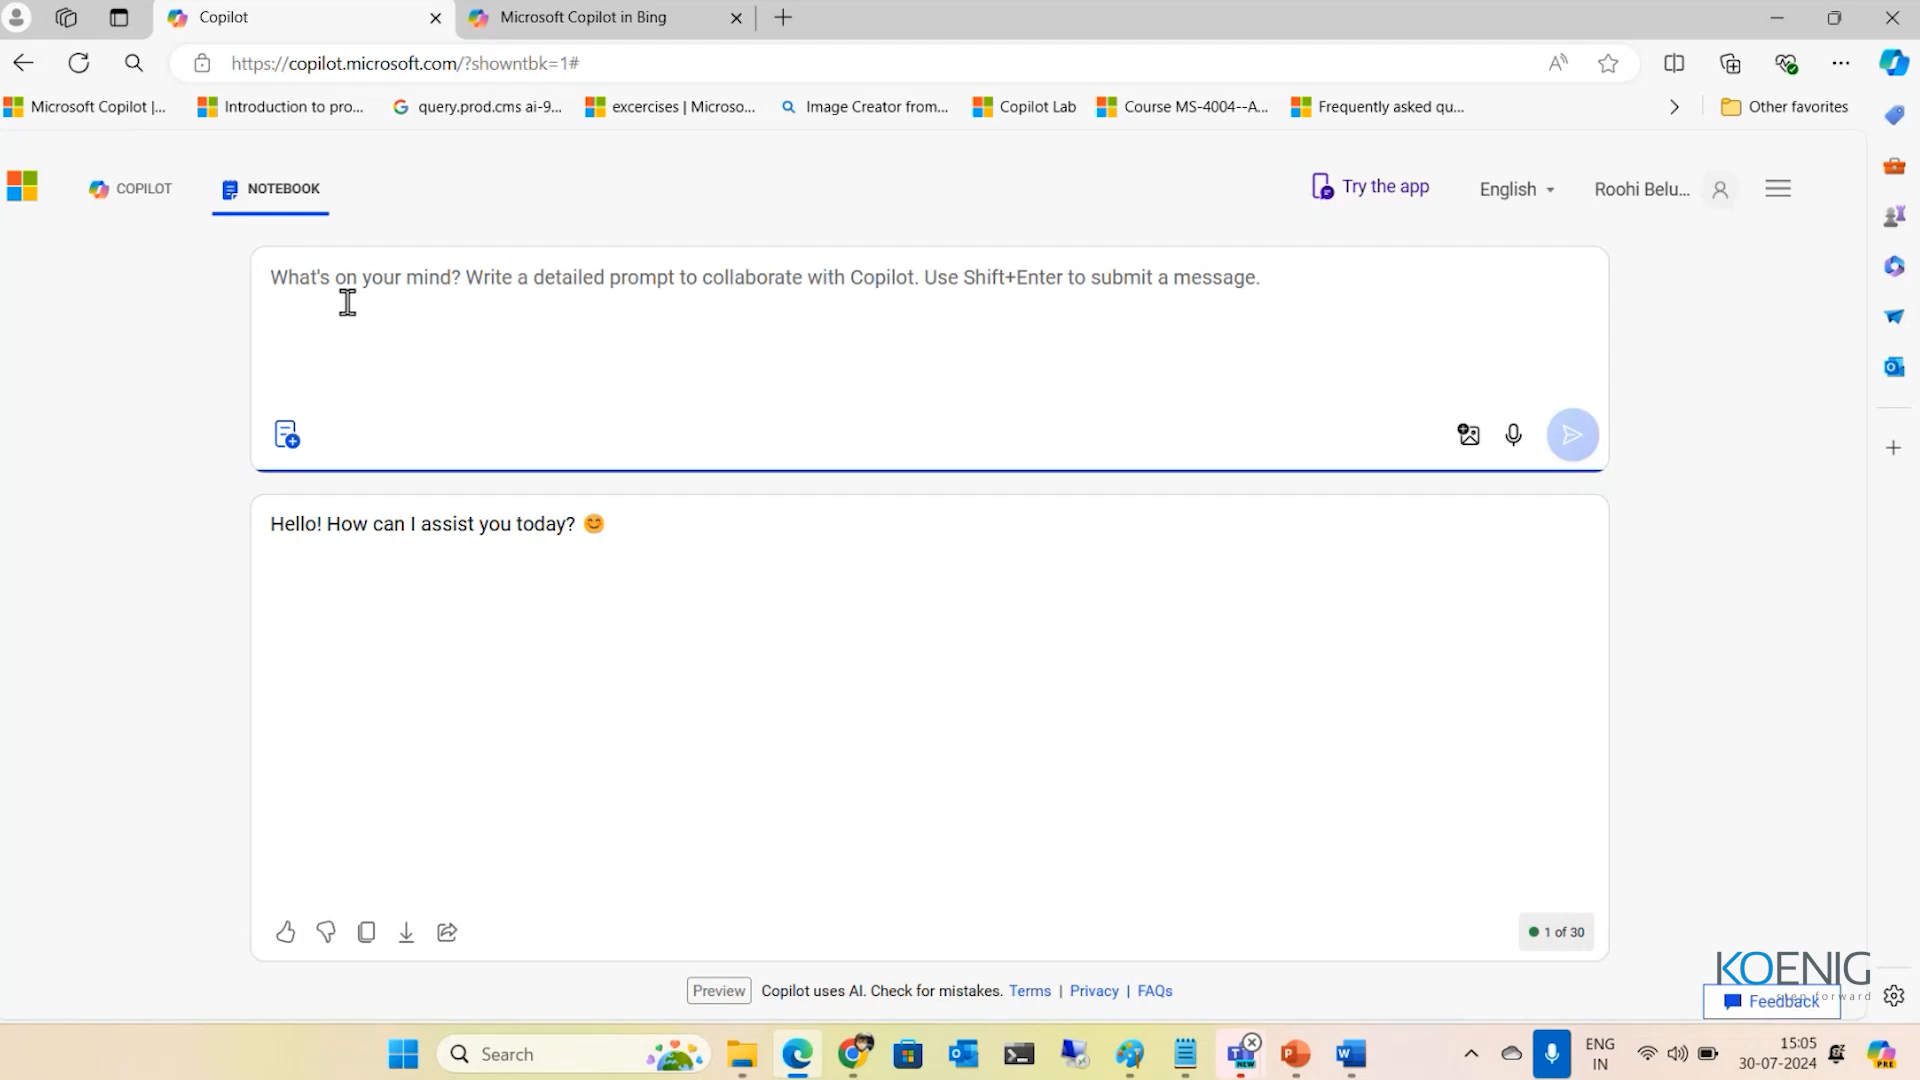 Copilot
Microsoft Copilot in Bing
https://copilot.microsoft.com/?showntbk=1#
Microsoft Copilot |...
Introduction to pro...
query.prod.cms ai-9...
excercises | Microso...
Image Creator from...
Copilot Lab
Course MS-4004--A...
Frequently asked qu...
Other favorites
COPILOT
NOTEBOOK
Try the app
English
Roohi Belu...
What's on your mind? Write a detailed prompt to collaborate with Copilot. Use Shift+Enter to submit a message.
Hello! How can I assist you today? 😊
1 of 30
KOENIG
step forward
Preview
Copilot uses AI. Check for mistakes. Terms | Privacy | FAQs
Feedback
Search
NEW
ENG
IN
15:05
30-07-2024
PRE